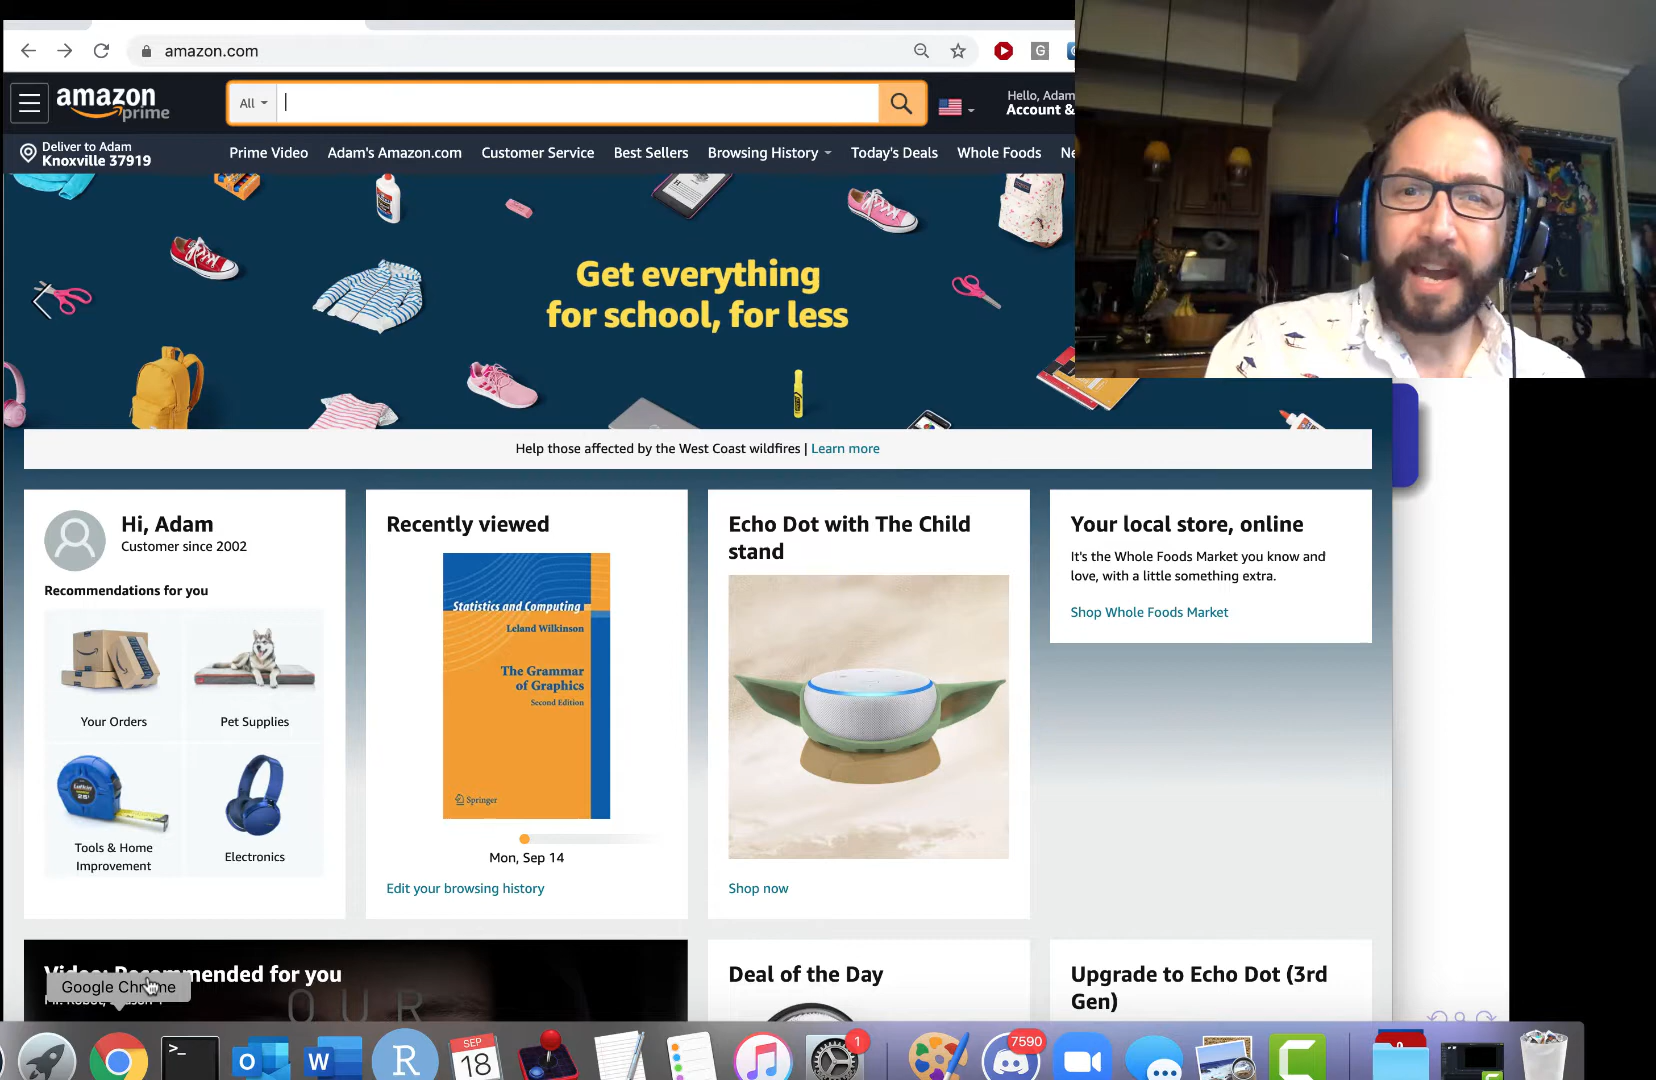 amazon.com
G
amazon
prime
All
Hello, Adam
Account &
Deliver to Adam
Knoxville 37919
Prime Video
Adam's Amazon.com
Customer Service
Best Sellers
Browsing History
Today's Deals
Whole Foods
Ne
Get everything
for school, for less
Help those affected by the West Coast wildfires | Learn more
Hi, Adam
Customer since 2002
Recommendations for you
Your Orders
Pet Supplies
Tools & Home
Improvement
Electronics
Recently viewed
Statistics and Computing
Leland Wilkinson
The Grammar
of Graphics
Second Edition
Springer
Mon, Sep 14
Edit your browsing history
Echo Dot with The Child
stand
Shop now
Your local store, online
It's the Whole Foods Market you know and
love, with a little something extra.
Shop Whole Foods Market
Video: Recommended for you
OUR
Google Chrome
Deal of the Day
Upgrade to Echo Dot (3rd
Gen)
>_
O
W
R
SEP
18
1
7590